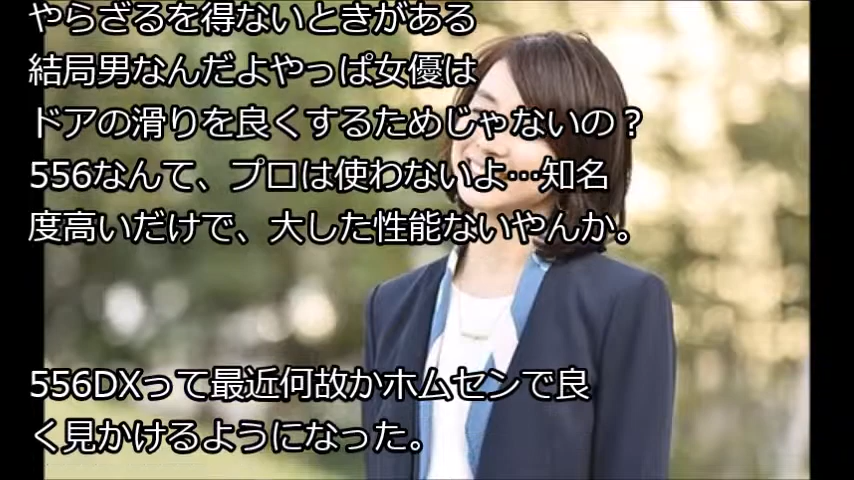 やらざるを得ないときがある
結局男なんだよやっぱ女優は
ドアの滑りを良くするためじゃないの？
556なんて、プロは使わないよ…知名
度高いだけで、大した性能ないやんか。
556DXって最近何故かホムセンで良
く見かけるようになった。